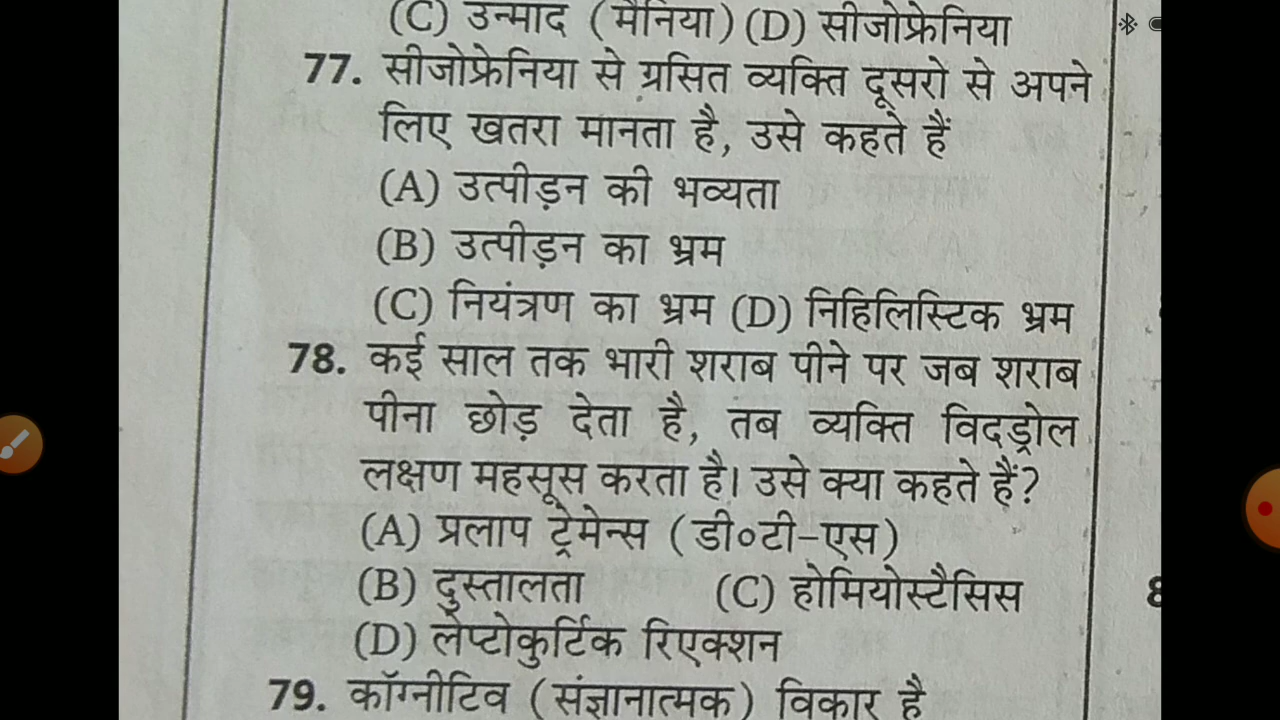 (C) उन्माद (मैनिया) (D) सीजोफ्रेनिया
77. सीजोफ्रेनिया से ग्रसित व्यक्ति दूसरो से अपने
लिए खतरा मानता है, उसे कहते हैं
(A) उत्पीड़न की भव्यता
(B) उत्पीड़न का भ्रम
(C) नियंत्रण का भ्रम (D) निहिलिस्टिक भ्रम
78. कई साल तक भारी शराब पीने पर जब शराब
पीना छोड़ देता है, तब व्यक्ति विदड्रोल
लक्षण महसूस करता है। उसे क्या कहते हैं?
(A) प्रलाप ट्रेमेन्स (डी०टी-एस)
(B) दुस्तालता (C) होमियोस्टैसिस
(D) लेप्टोकुर्टिक रिएक्शन
79. कॉग्नीटिव (संज्ञानात्मक) विकार है